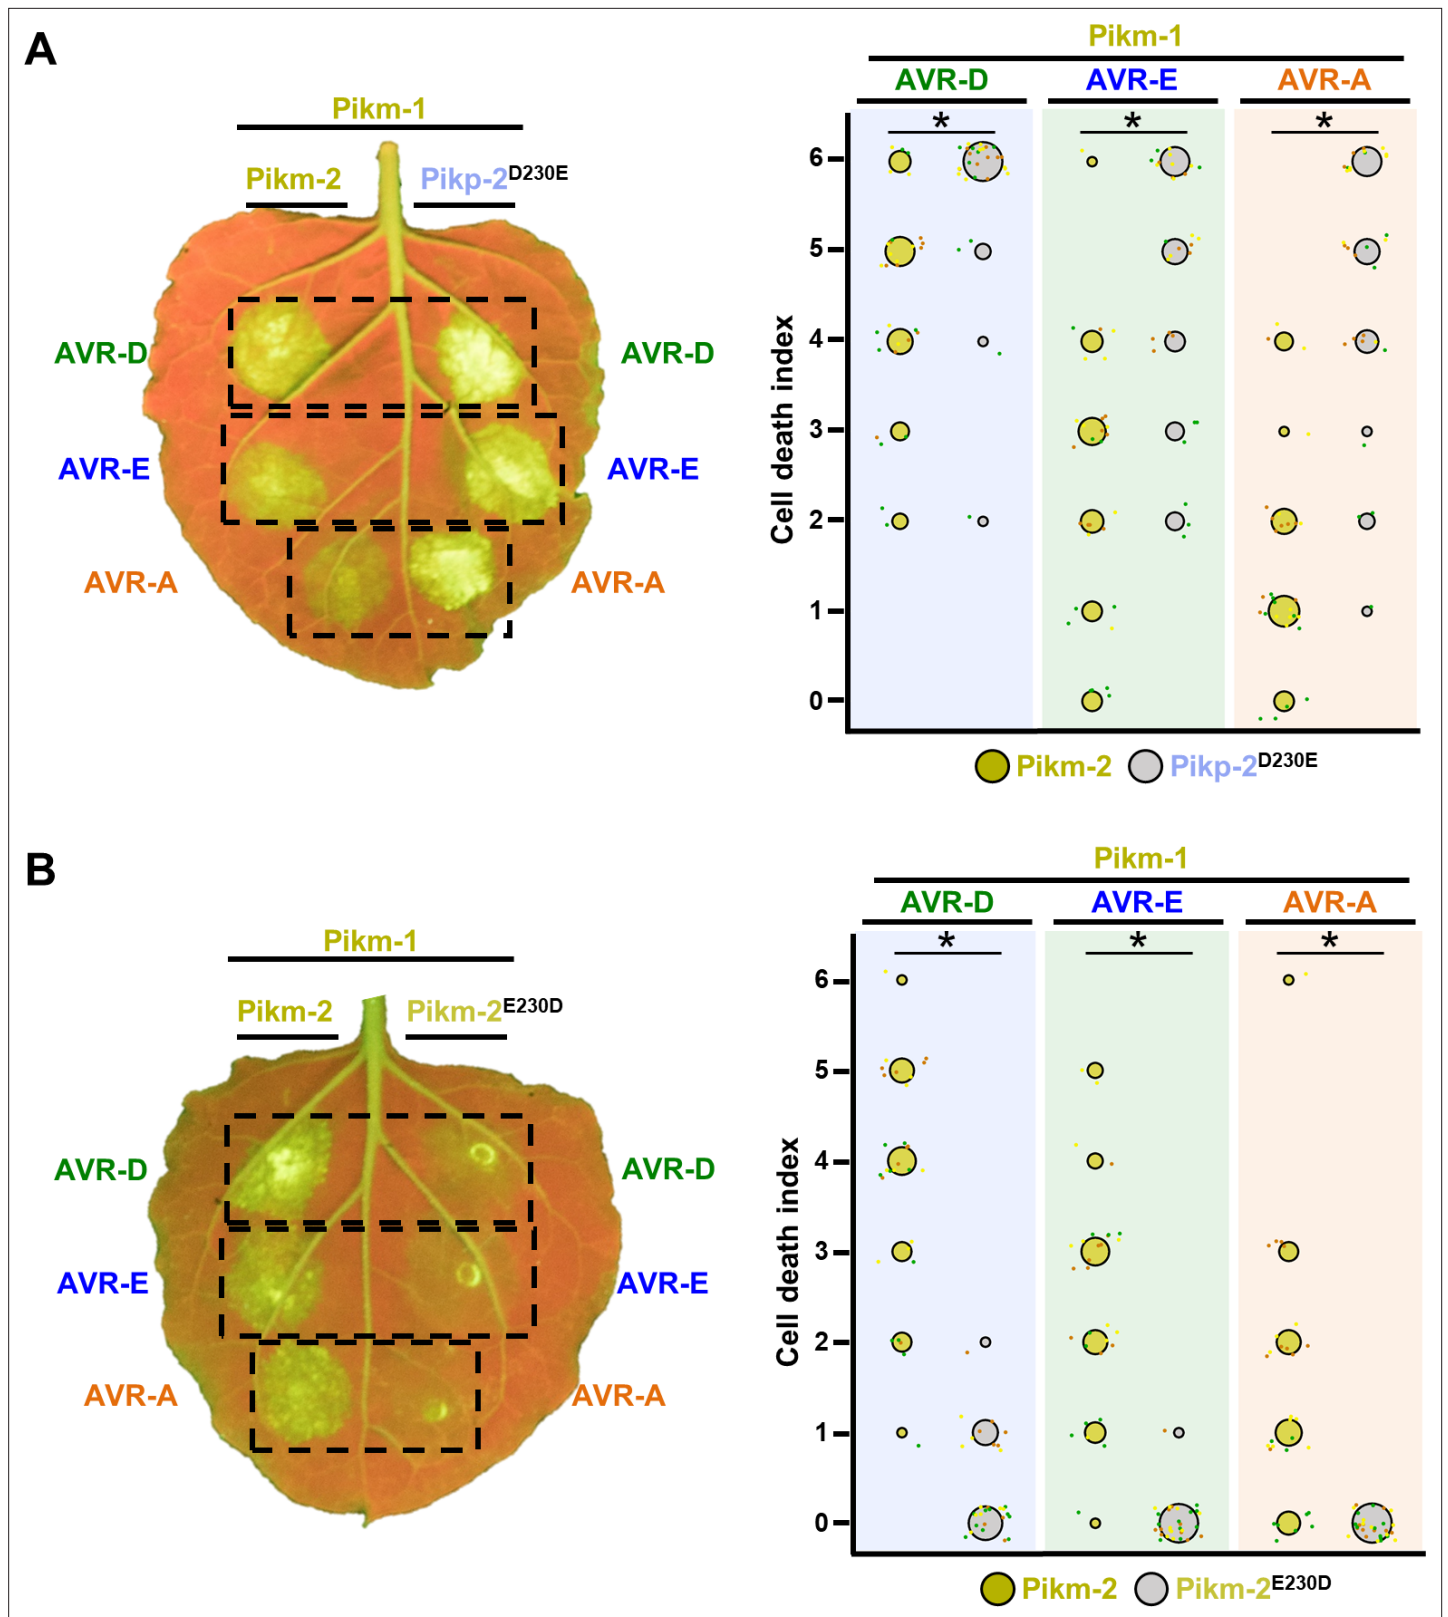 A
Pikm-1
Pikm-2 Pikp-2D230E
AVR-D AVR-D
AVR-E AVR-E
AVR-A AVR-A
Pikm-1
AVR-D AVR-E AVR-A
* * *
Cell death index
6
5
4
3
2
1
0
Pikm-2 Pikp-2D230E
B
Pikm-1
Pikm-2 Pikm-2E230D
AVR-D AVR-D
AVR-E AVR-E
AVR-A AVR-A
Pikm-1
AVR-D AVR-E AVR-A
* * *
Cell death index
6
5
4
3
2
1
0
Pikm-2 Pikm-2E230D